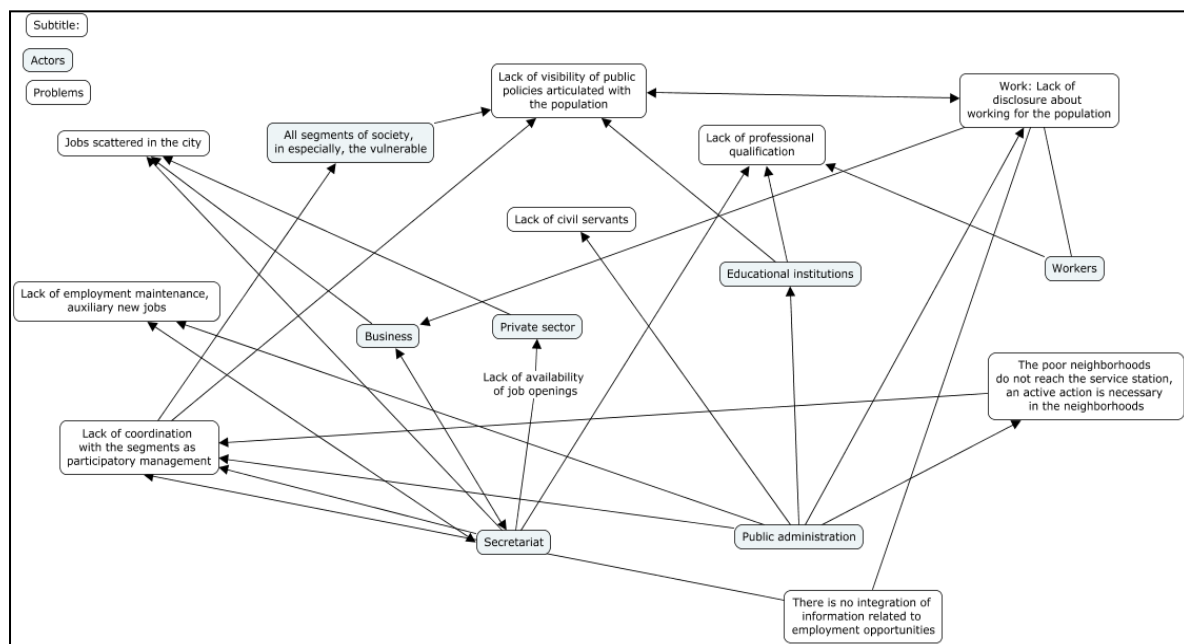 Subtitle:
Actors
Problems
Lack of visibility of public
policies articulated with
the population
Work: Lack of
disclosure about
working for the population
Jobs scattered in the city
All segments of society,
in especially, the vulnerable
Lack of professional
qualification
Lack of civil servants
Educational institutions
Workers
Lack of employment maintenance,
auxiliary new jobs
Business
Private sector
Lack of availability
of job openings
The poor neighborhoods
do not reach the service station,
an active action is necessary
in the neighborhoods
Lack of coordination
with the segments as
participatory management
Secretariat
Public administration
There is no integration of
information related to
employment opportunities